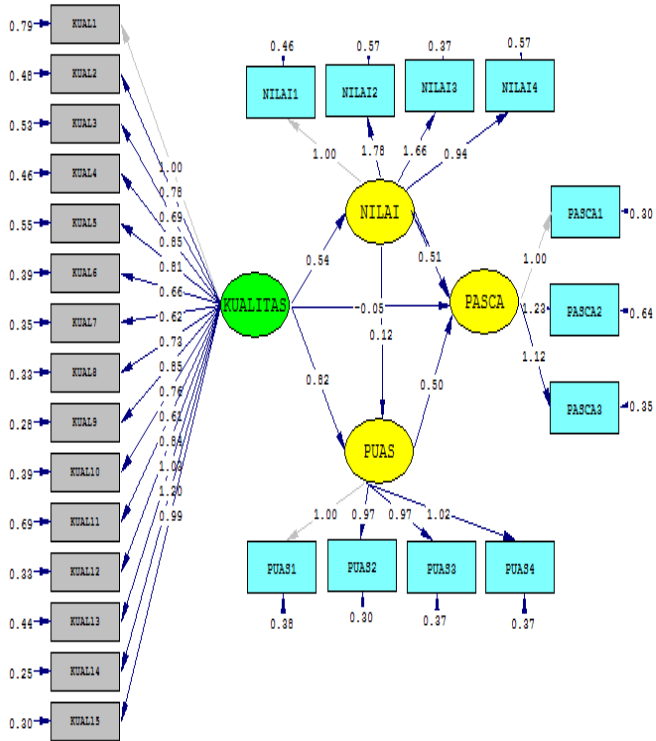 0.79 KUAL1
0.48 KUAL2
0.53 KUAL3
0.46 KUAL4
0.55 KUAL5
0.39 KUAL6
0.35 KUAL7
0.33 KUAL8
0.28 KUAL9
0.39 KUAL10
0.69 KUAL11
0.33 KUAL12
0.44 KUAL13
0.25 KUAL14
0.30 KUAL15
1.00
0.78
0.69
0.85
0.81
0.66
0.62
0.73
0.85
0.76
0.61
0.84
1.03
1.20
0.99
KUALITAS
0.46 0.57 0.37 0.57
NILAI1 NILAI2 NILAI3 NILAI4
1.00 1.78 1.66 0.94
NILAI
0.54 0.51
-0.05
0.12
0.82 0.50
PASCA
1.00
1.23
1.12
PASCA1 0.30
PASCA2 0.64
PASCA3 0.35
PUAS
1.00 0.97 0.97 1.02
PUAS1 PUAS2 PUAS3 PUAS4
0.38 0.30 0.37 0.37